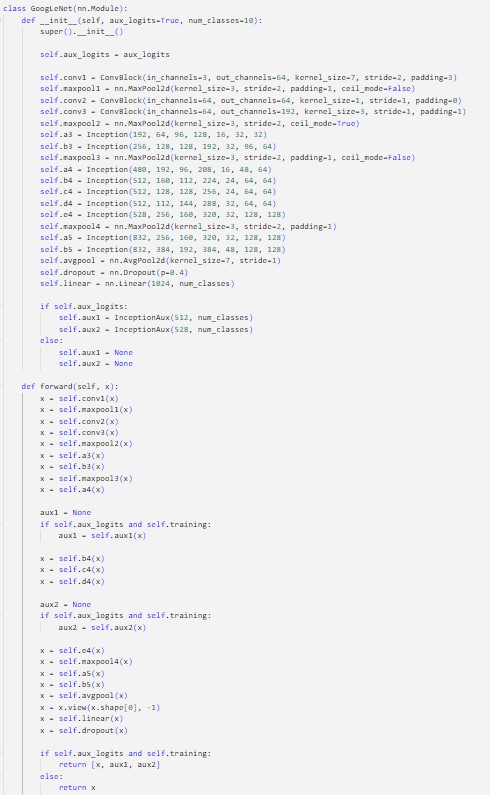 class GoogLeNet(nn.Module):
    def __init__(self, aux_logits=True, num_classes=10):
        super().__init__()

        self.aux_logits = aux_logits

        self.conv1 = ConvBlock(in_channels=3, out_channels=64, kernel_size=7, stride=2, padding=3)
        self.maxpool1 = nn.MaxPool2d(kernel_size=3, stride=2, padding=1, ceil_mode=False)
        self.conv2 = ConvBlock(in_channels=64, out_channels=64, kernel_size=1, stride=1, padding=0)
        self.conv3 = ConvBlock(in_channels=64, out_channels=192, kernel_size=3, stride=1, padding=1)
        self.maxpool2 = nn.MaxPool2d(kernel_size=3, stride=2, ceil_mode=True)
        self.a3 = Inception(192, 64, 96, 128, 16, 32, 32)
        self.b3 = Inception(256, 128, 128, 192, 32, 96, 64)
        self.maxpool3 = nn.MaxPool2d(kernel_size=3, stride=2, padding=1, ceil_mode=False)
        self.a4 = Inception(480, 192, 96, 208, 16, 48, 64)
        self.b4 = Inception(512, 160, 112, 224, 24, 64, 64)
        self.c4 = Inception(512, 128, 128, 256, 24, 64, 64)
        self.d4 = Inception(512, 112, 144, 288, 32, 64, 64)
        self.e4 = Inception(528, 256, 160, 320, 32, 128, 128)
        self.maxpool4 = nn.MaxPool2d(kernel_size=3, stride=2, padding=1)
        self.a5 = Inception(832, 256, 160, 320, 32, 128, 128)
        self.b5 = Inception(832, 384, 192, 384, 48, 128, 128)
        self.avgpool = nn.AvgPool2d(kernel_size=7, stride=1)
        self.dropout = nn.Dropout(p=0.4)
        self.linear = nn.Linear(1024, num_classes)

        if self.aux_logits:
            self.aux1 = InceptionAux(512, num_classes)
            self.aux2 = InceptionAux(528, num_classes)
        else:
            self.aux1 = None
            self.aux2 = None

    def forward(self, x):
        x = self.conv1(x)
        x = self.maxpool1(x)
        x = self.conv2(x)
        x = self.conv3(x)
        x = self.maxpool2(x)
        x = self.a3(x)
        x = self.b3(x)
        x = self.maxpool3(x)
        x = self.a4(x)

        aux1 = None
        if self.aux_logits and self.training:
            aux1 = self.aux1(x)

        x = self.b4(x)
        x = self.c4(x)
        x = self.d4(x)

        aux2 = None
        if self.aux_logits and self.training:
            aux2 = self.aux2(x)

        x = self.e4(x)
        x = self.maxpool4(x)
        x = self.a5(x)
        x = self.b5(x)
        x = self.avgpool(x)
        x = x.view(x.shape[0], -1)
        x = self.linear(x)
        x = self.dropout(x)

        if self.aux_logits and self.training:
            return [x, aux1, aux2]
        else:
            return x